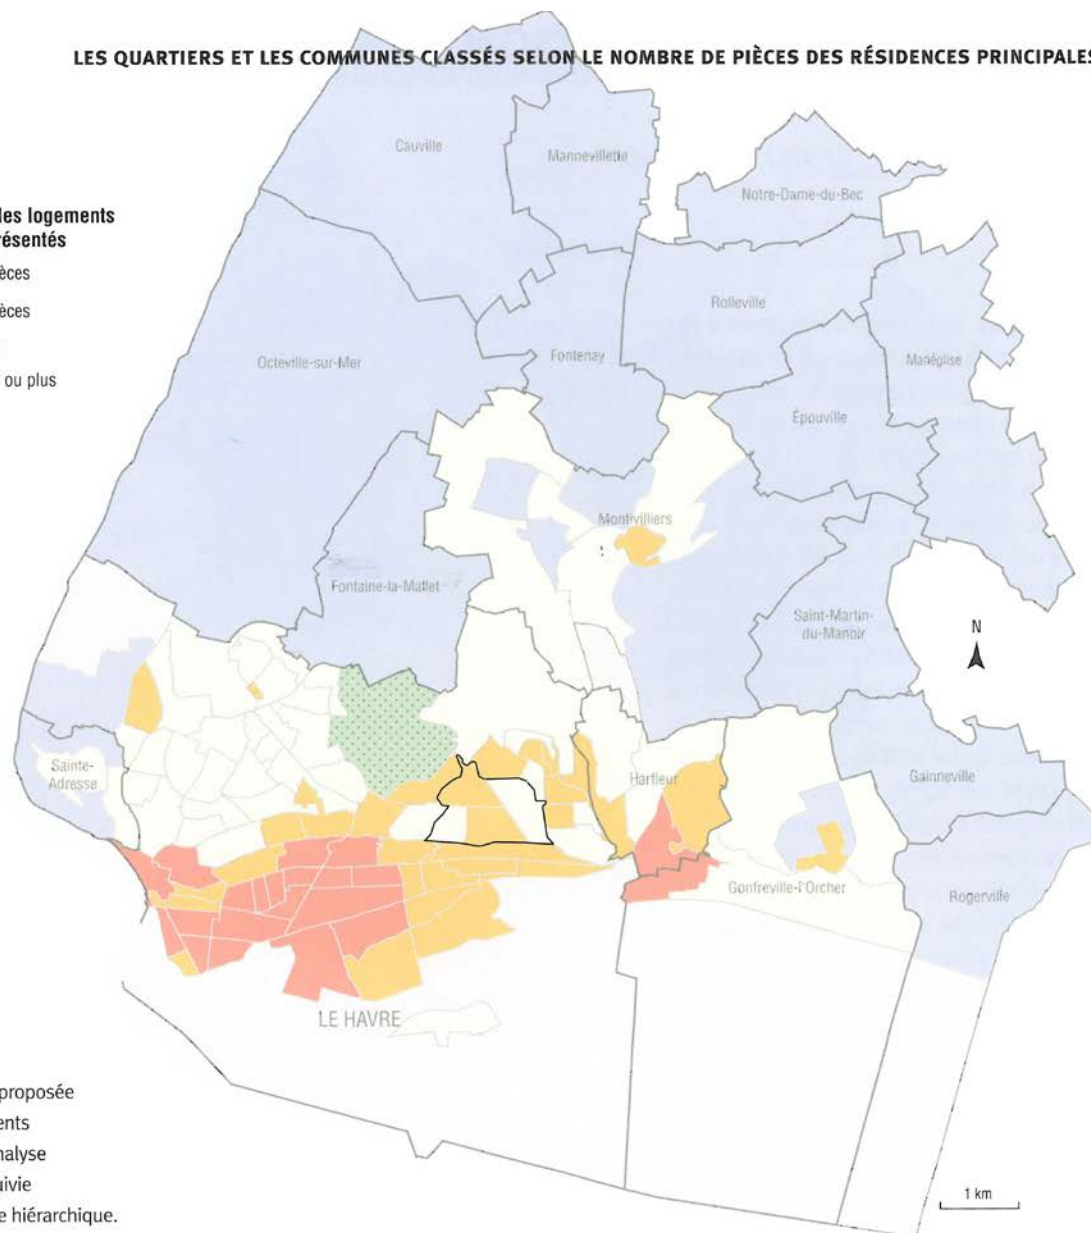 LES QUARTIERS ET LES COMMUNES CLASSÉS SELON LE NOMBRE DE PIÈCES DES RÉSIDENCES PRINCIPALES
Cauville
Mannevillette
Notre-Dame-du-Bec
les logements
résentés
ièces
ièces
ou plus
Rolleville
Octeville-sur-Mer
Fontenay
Manéglise
Épouville
Montivilliers
Fontaine-la-Mallet
Saint-Martin-
du-Manoir
N
Sainte-
Adresse
Harfleur
Gainneville
Gonfreville-l'Orcher
Rogerville
LE HAVRE
proposée
ents
nalyse
uivie
e hiérarchique.
1 km